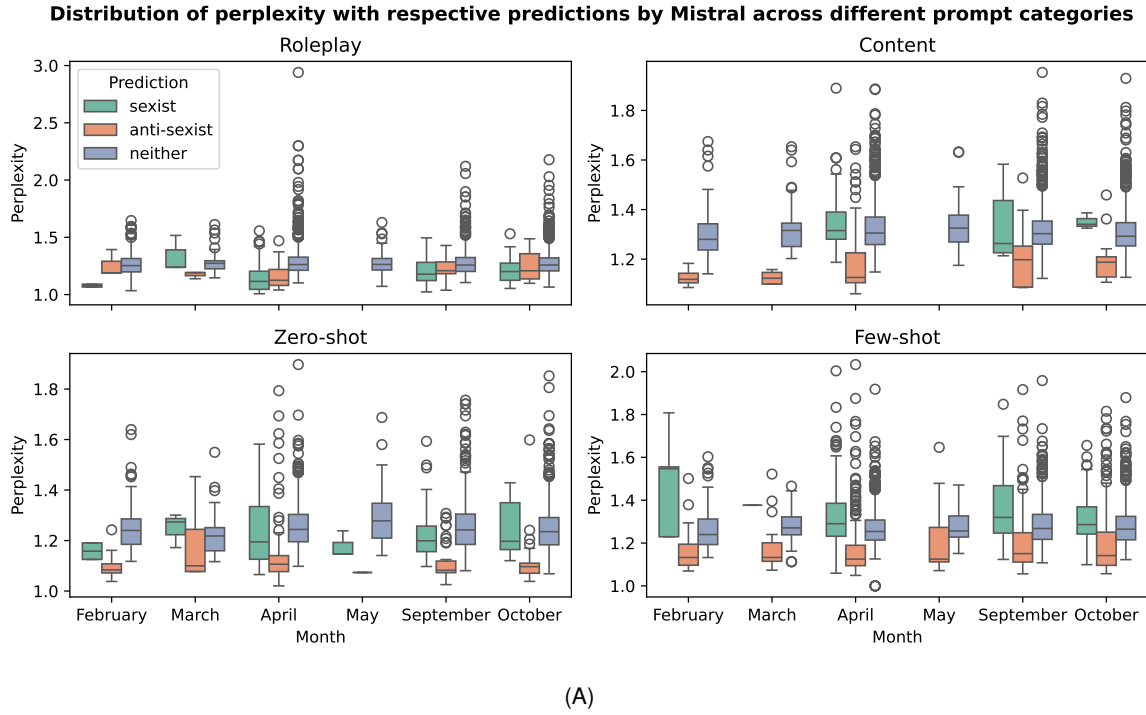 Distribution of perplexity with respective predictions by Mistral across different prompt categories
Roleplay
Content
Prediction
sexist
anti-sexist
neither
Perplexity
3.0
2.5
2.0
1.5
1.0
Perplexity
1.8
1.6
1.4
1.2
Zero-shot
Few-shot
Perplexity
1.8
1.6
1.4
1.2
1.0
Perplexity
2.0
1.8
1.6
1.4
1.2
1.0
February March April May September October
Month
February March April May September October
Month
(A)